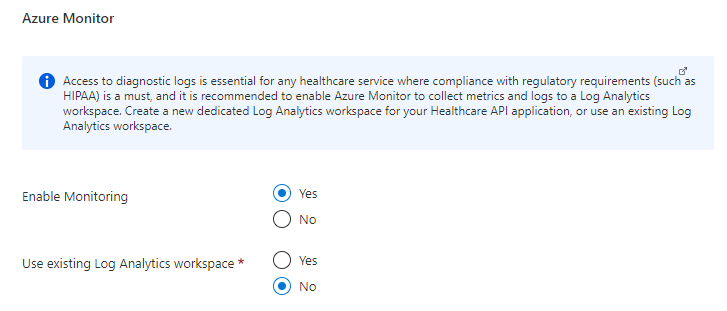 Azure Monitor
Access to diagnostic logs is essential for any healthcare service where compliance with regulatory requirements (such as
HIPAA) is a must, and it is recommended to enable Azure Monitor to collect metrics and logs to a Log Analytics
workspace. Create a new dedicated Log Analytics workspace for your Healthcare API application, or use an existing Log
Analytics workspace.
Enable Monitoring
Yes
No
Use existing Log Analytics workspace *
Yes
No